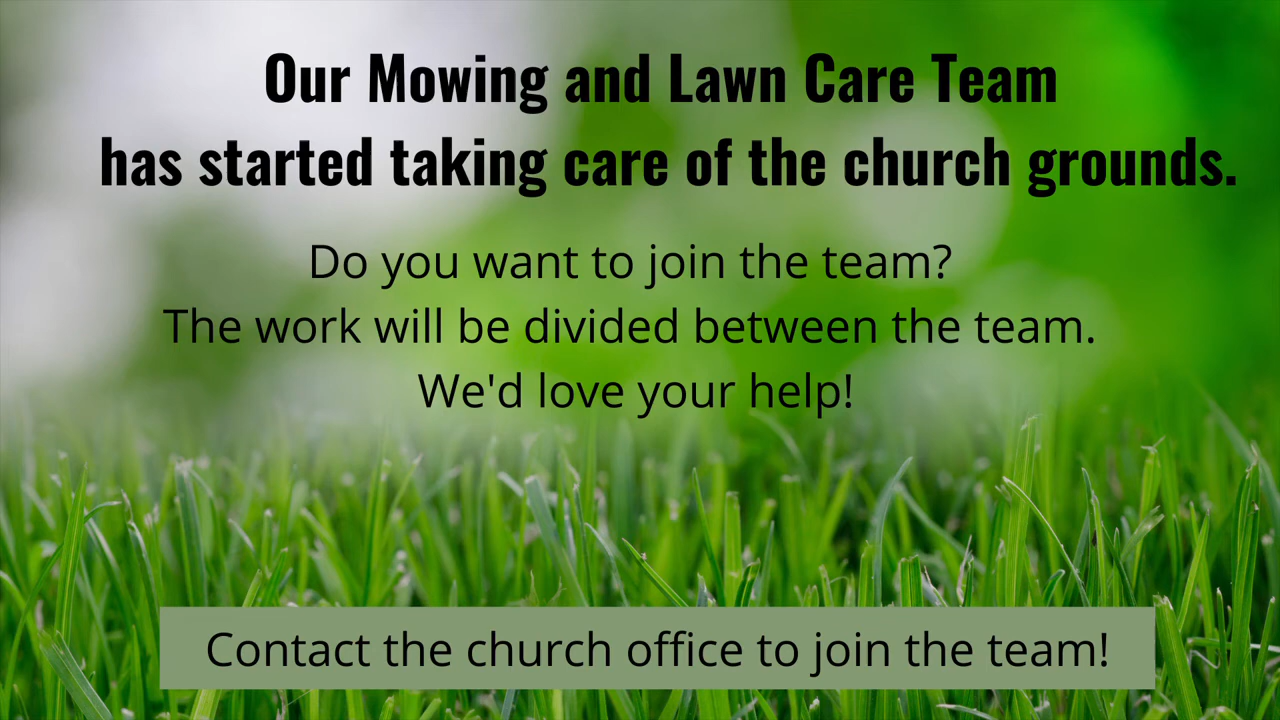 Our Mowing and Lawn Care Team
has started taking care of the church grounds.
Do you want to join the team?
The work will be divided between the team.
We'd love your help!
Contact the church office to join the team!